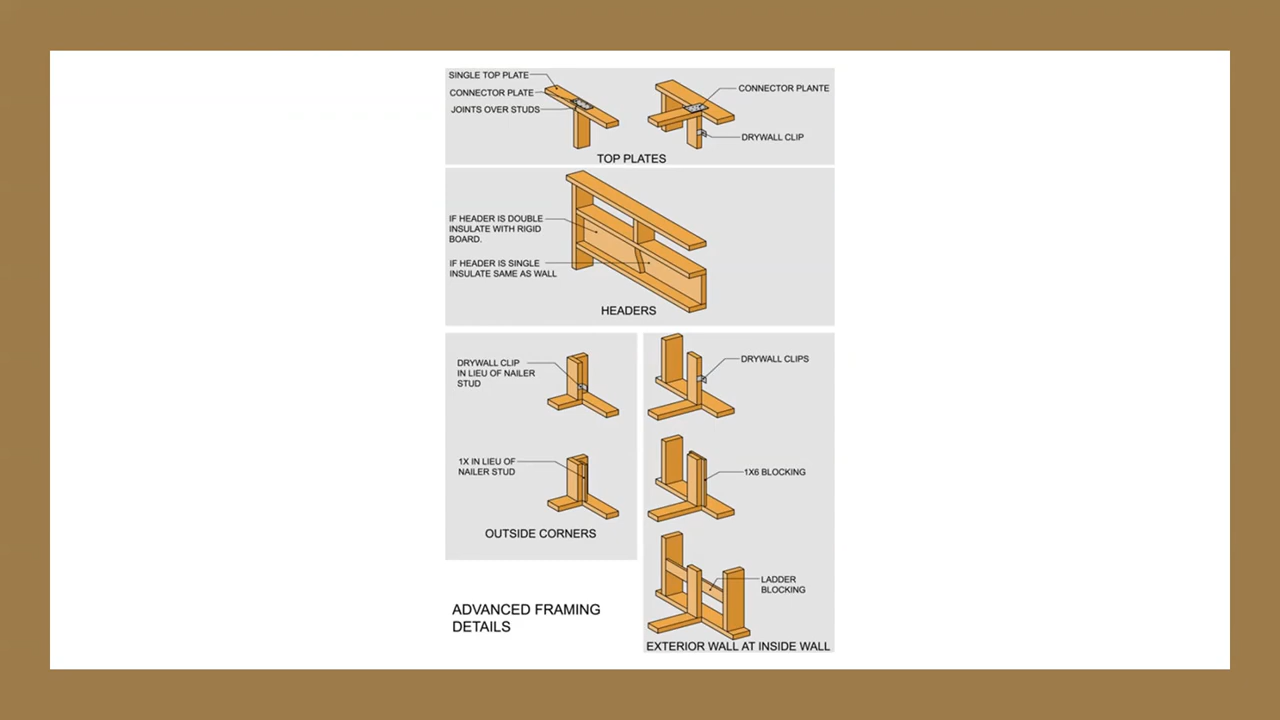 SINGLE TOP PLATE
CONNECTOR PLATE
JOINTS OVER STUDS
CONNECTOR PLANTE
DRYWALL CLIP
TOP PLATES
IF HEADER IS DOUBLE
INSULATE WITH RIGID
BOARD.
IF HEADER IS SINGLE
INSULATE SAME AS WALL
HEADERS
DRYWALL CLIP
IN LIEU OF NAILER
STUD
1X IN LIEU OF
NAILER STUD
OUTSIDE CORNERS
DRYWALL CLIPS
1X6 BLOCKING
LADDER
BLOCKING
EXTERIOR WALL AT INSIDE WALL
ADVANCED FRAMING
DETAILS